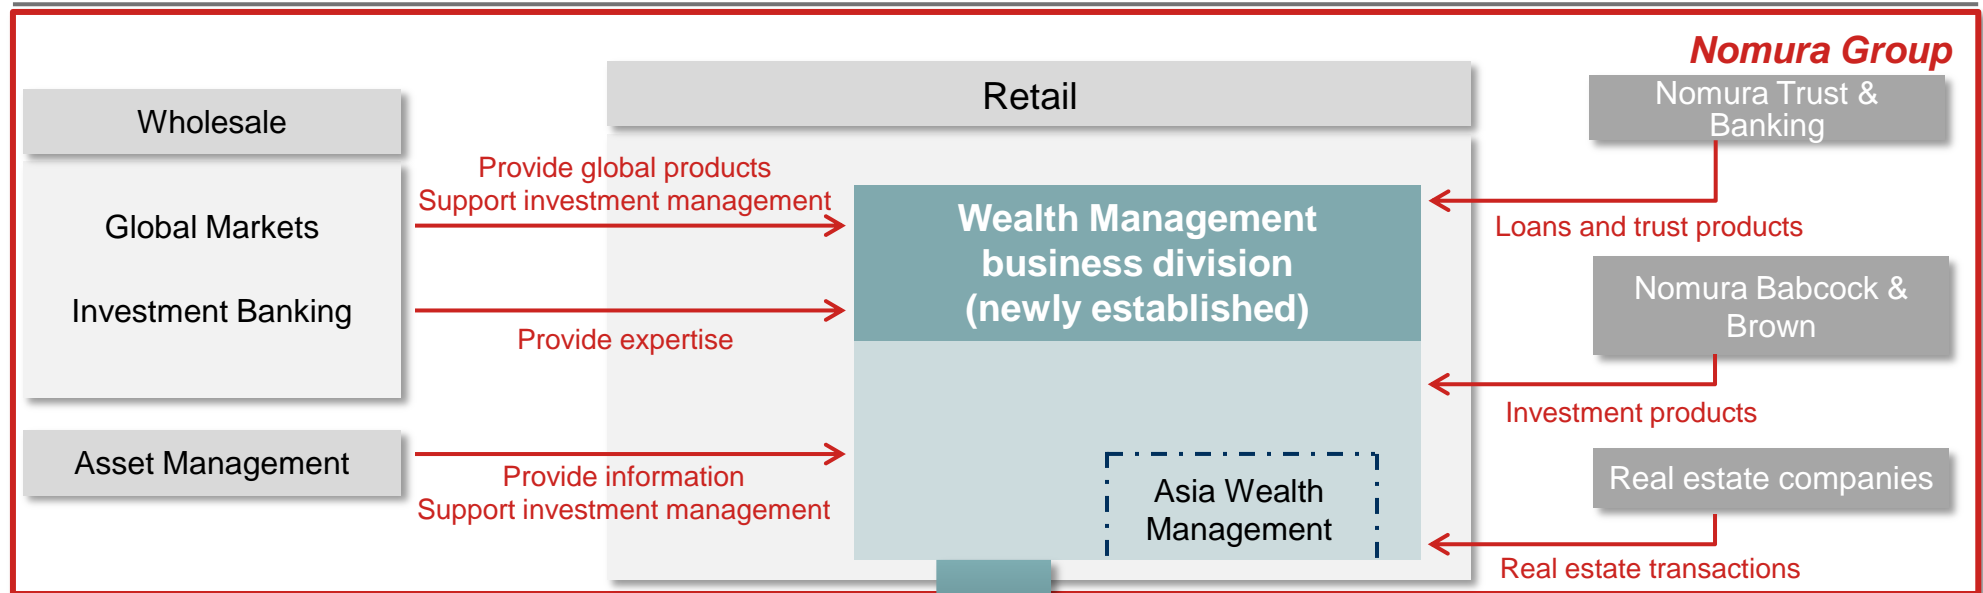 Nomura Group
Wholesale
Global Markets
Investment Banking
Asset Management
Provide global products
Support investment management
Provide expertise
Provide information
Support investment management
Retail
Wealth Management
business division
(newly established)
Asia Wealth
Management
Nomura Trust &
Banking
Loans and trust products
Nomura Babcock &
Brown
Investment products
Real estate companies
Real estate transactions